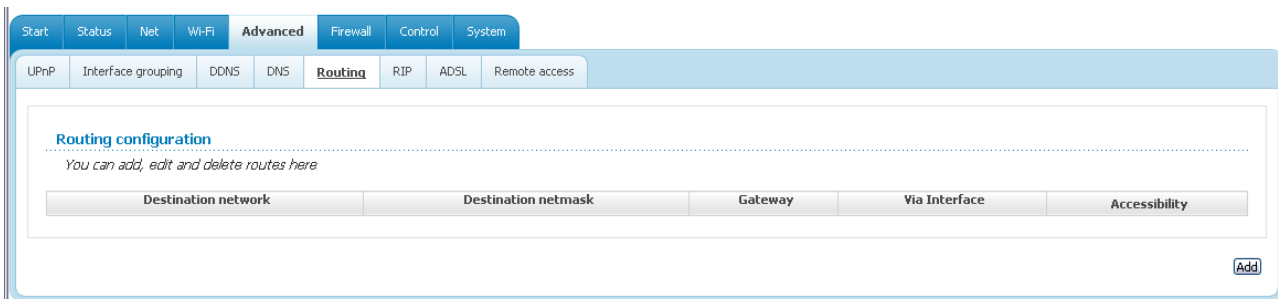 Start Status Net Wi-Fi Advanced Firewall Control System
UPnP Interface grouping DDNS DNS Routing RIP ADSL Remote access
Routing configuration
You can add, edit and delete routes here
Destination network Destination netmask Gateway Via Interface Accessibility
Add